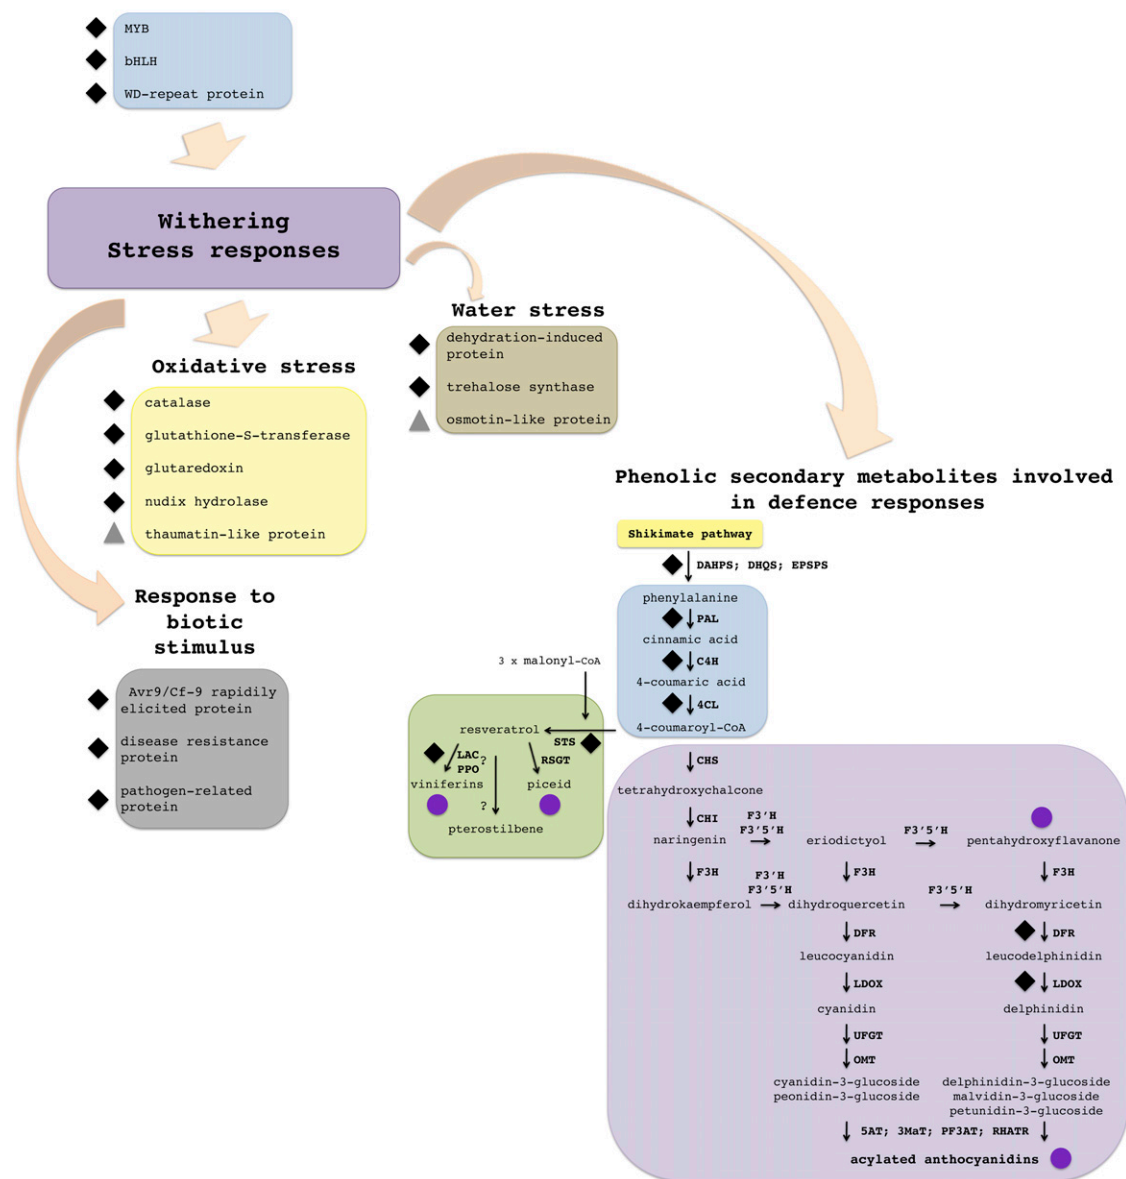 MYB
bHLH
WD-repeat protein
Withering
Stress responses
Water stress
dehydration-induced
protein
trehalose synthase
osmotin-like protein
Oxidative stress
catalase
glutathione-S-transferase
glutaredoxin
nudix hydrolase
thaumatin-like protein
Response to
biotic
stimulus
Avr9/Cf-9 rapidily
elicited protein
disease resistance
protein
pathogen-related
protein
Phenolic secondary metabolites involved
in defence responses
Shikimate pathway
DAHPS; DHQS; EPSPS
phenylalanine
PAL
cinnamic acid
C4H
4-coumaric acid
4CL
4-coumaroyl-CoA
3 x malonyl-CoA
resveratrol
STS
LAC
PPO
?
RSGT
viniferins
piceid
?
pterostilbene
CHS
tetrahydroxychalcone
CHI
F3'H
F3'5'H
F3'5'H
naringenin
eriodictyol
pentahydroxyflavanone
F3H
F3'H
F3'5'H
F3H
F3'5'H
F3H
dihydrokaempferol
dihydroquercetin
dihydromyricetin
DFR
DFR
leucocyanidin
leucodelphinidin
LDOX
LDOX
cyanidin
delphinidin
UFGT
UFGT
OMT
OMT
cyanidin-3-glucoside
peonidin-3-glucoside
delphinidin-3-glucoside
malvidin-3-glucoside
petunidin-3-glucoside
5AT; 3MaT; PF3AT; RHATR
acylated anthocyanidins